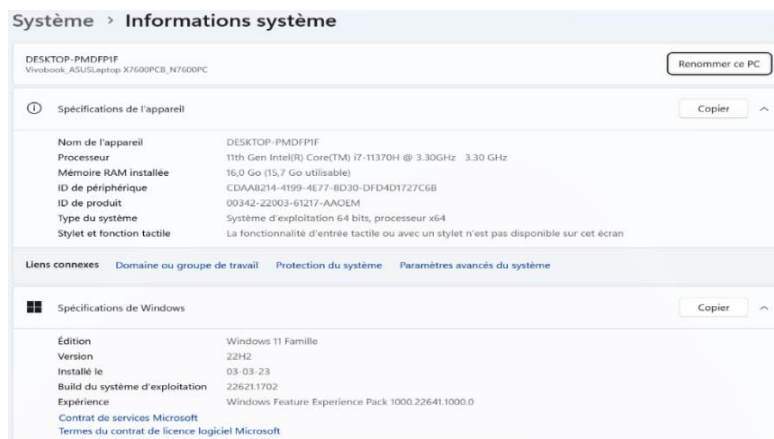 Système > Informations système
DESKTOP-PMDFP1F
Vivobook_ASUSLaptop X7600PCB_N7600PC
Renommer ce PC
Spécifications de l'appareil
Copier
Nom de l'appareil DESKTOP-PMDFP1F
Processeur 11th Gen Intel(R) Core(TM) i7-11370H @ 3.30GHz 3.30 GHz
Mémoire RAM installée 16,0 Go (15,7 Go utilisable)
ID de périphérique CDAA8214-4199-4E77-8D30-DFD4D1727C6B
ID de produit 00342-22003-61217-AAOEM
Type du système Système d'exploitation 64 bits, processeur x64
Stylet et fonction tactile La fonctionnalité d'entrée tactile ou avec un stylet n'est pas disponible sur cet écran
Liens connexes Domaine ou groupe de travail Protection du système Paramètres avancés du système
Spécifications de Windows
Copier
Édition Windows 11 Famille
Version 22H2
Installé le 03-03-23
Build du système d'exploitation 22621.1702
Expérience Windows Feature Experience Pack 1000.22641.1000.0
Contrat de services Microsoft
Termes du contrat de licence logiciel Microsoft